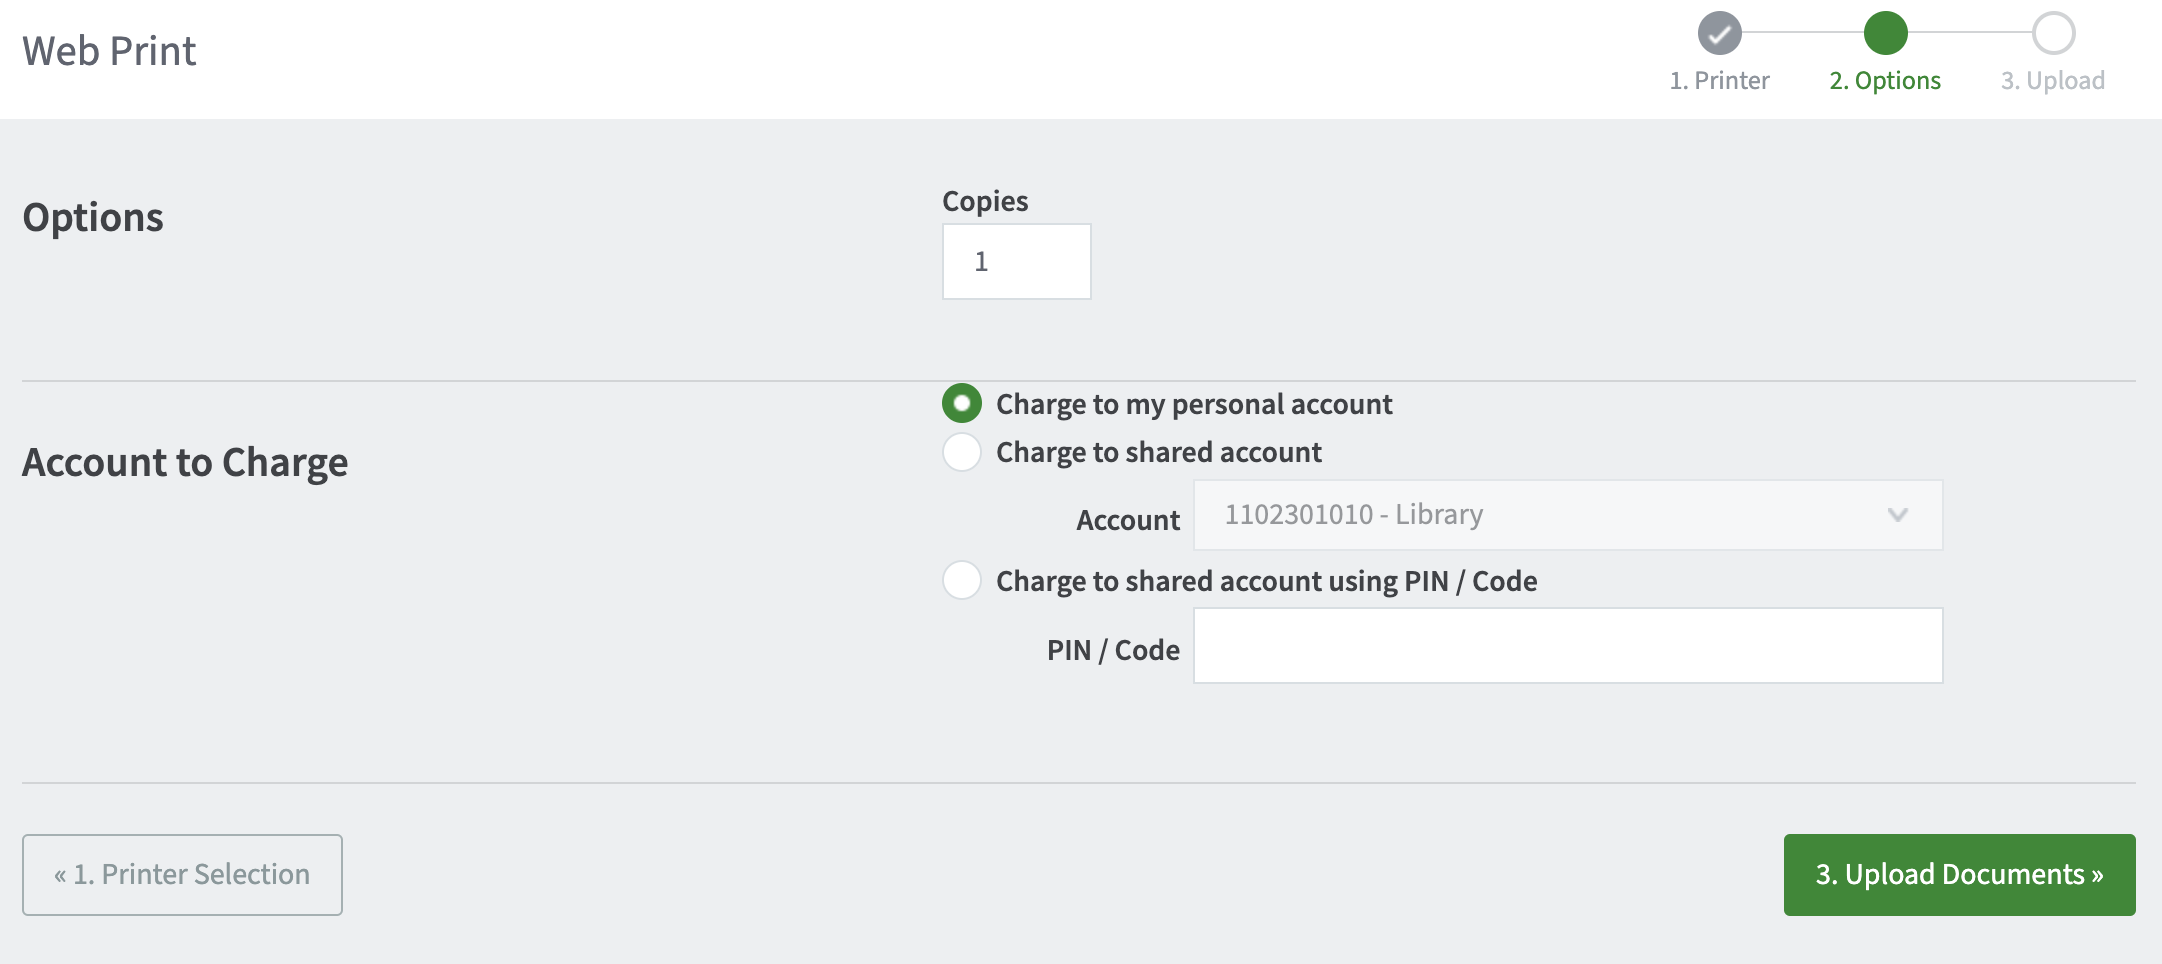 Web Print
1. Printer
2. Options
3. Upload
Options
Copies
1
Account to Charge
Charge to my personal account
Charge to shared account
Account
1102301010 - Library
Charge to shared account using PIN / Code
PIN / Code
« 1. Printer Selection
3. Upload Documents »